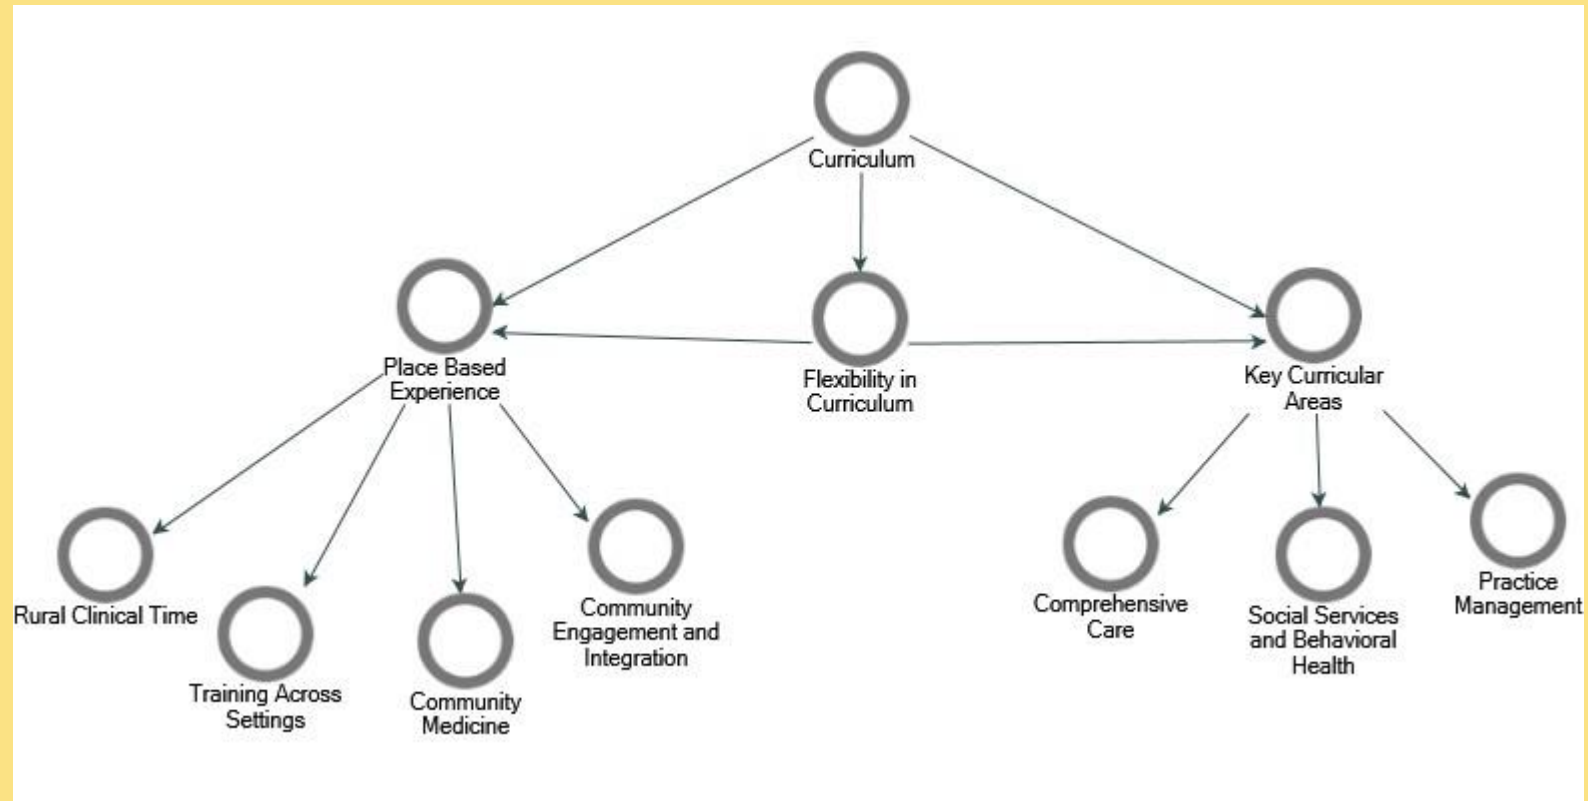 Curriculum
Place Based
Experience
Flexibility in
Curriculum
Key Curricular
Areas
Rural Clinical Time
Training Across
Settings
Community
Medicine
Community
Engagement and
Integration
Comprehensive
Care
Social Services
and Behavioral
Health
Practice
Management